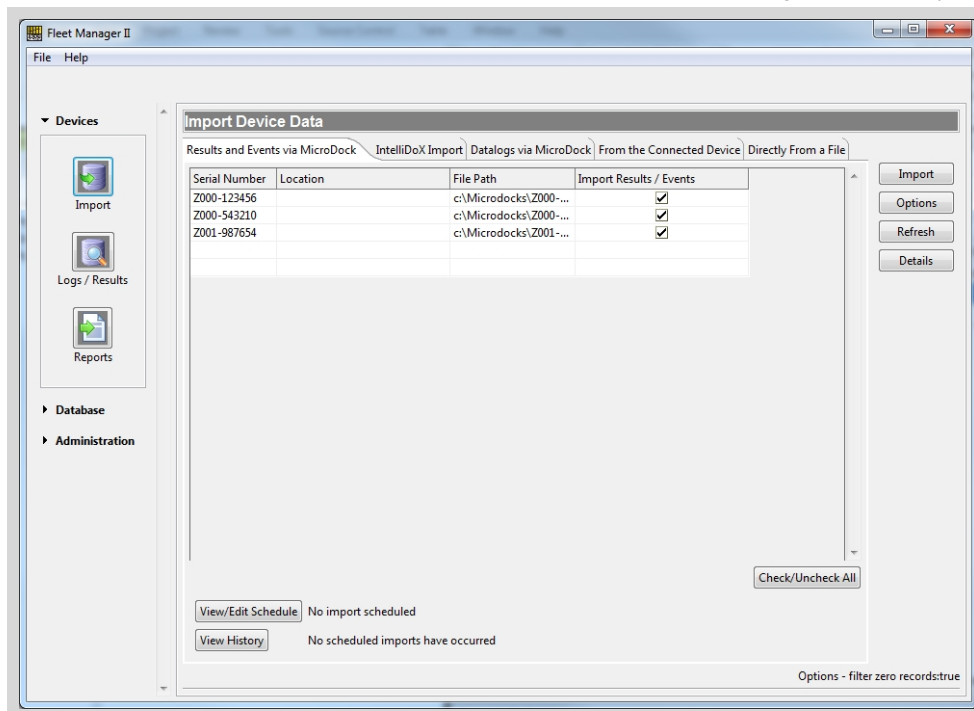 Fleet Manager II
File Help
Devices
Import
Logs / Results
Reports
Database
Administration
Import Device Data
Results and Events via MicroDock IntelliDoX Import Datalogs via MicroDock From the Connected Device Directly From a File
Serial Number Location File Path Import Results / Events
Z000-123456 c:\Microdocks\Z000-...
Z000-543210 c:\Microdocks\Z000-...
Z001-987654 c:\Microdocks\Z001-...
Import
Options
Refresh
Details
Check/Uncheck All
View/Edit Schedule No import scheduled
View History No scheduled imports have occurred
Options - filter zero records:true